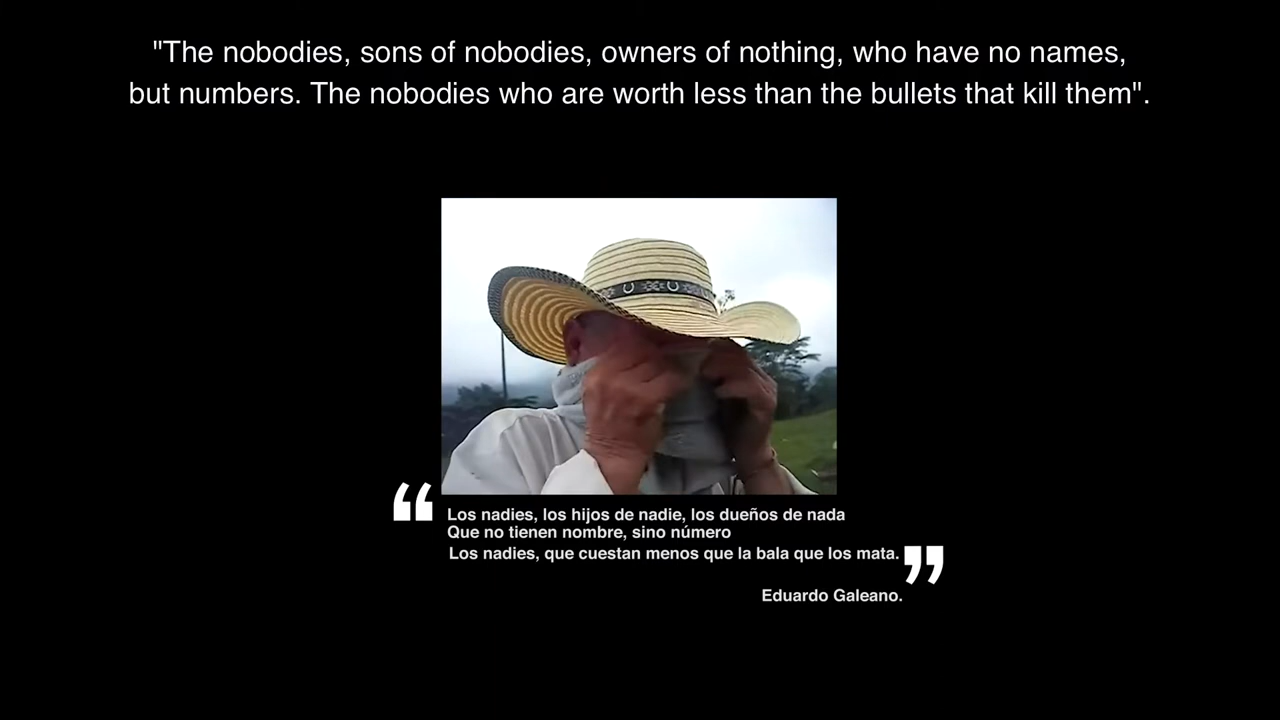 "The nobodies, sons of nobodies, owners of nothing, who have no names,
but numbers. The nobodies who are worth less than the bullets that kill them".
“Los nadies, los hijos de nadie, los dueños de nada
Que no tienen nombre, sino número
Los nadies, que cuestan menos que la bala que los mata.”
Eduardo Galeano.